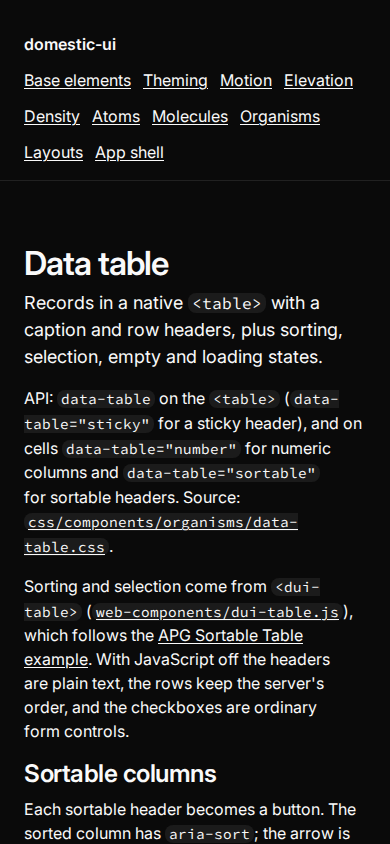 domestic-ui
Base elements Theming Motion Elevation
Density Atoms Molecules Organisms
Layouts App shell
Data table
Records in a native <table> with a
caption and row headers, plus sorting,
selection, empty and loading states.
API: data-table on the <table> ( data-
table="sticky" for a sticky header), and on
cells data-table="number" for numeric
columns and data-table="sortable"
for sortable headers. Source:
css/components/organisms/data-
table.css .
Sorting and selection come from <dui-
table> ( web-components/dui-table.js ),
which follows the APG Sortable Table
example. With JavaScript off the headers
are plain text, the rows keep the server's
order, and the checkboxes are ordinary
form controls.
Sortable columns
Each sortable header becomes a button. The
sorted column has aria-sort ; the arrow is